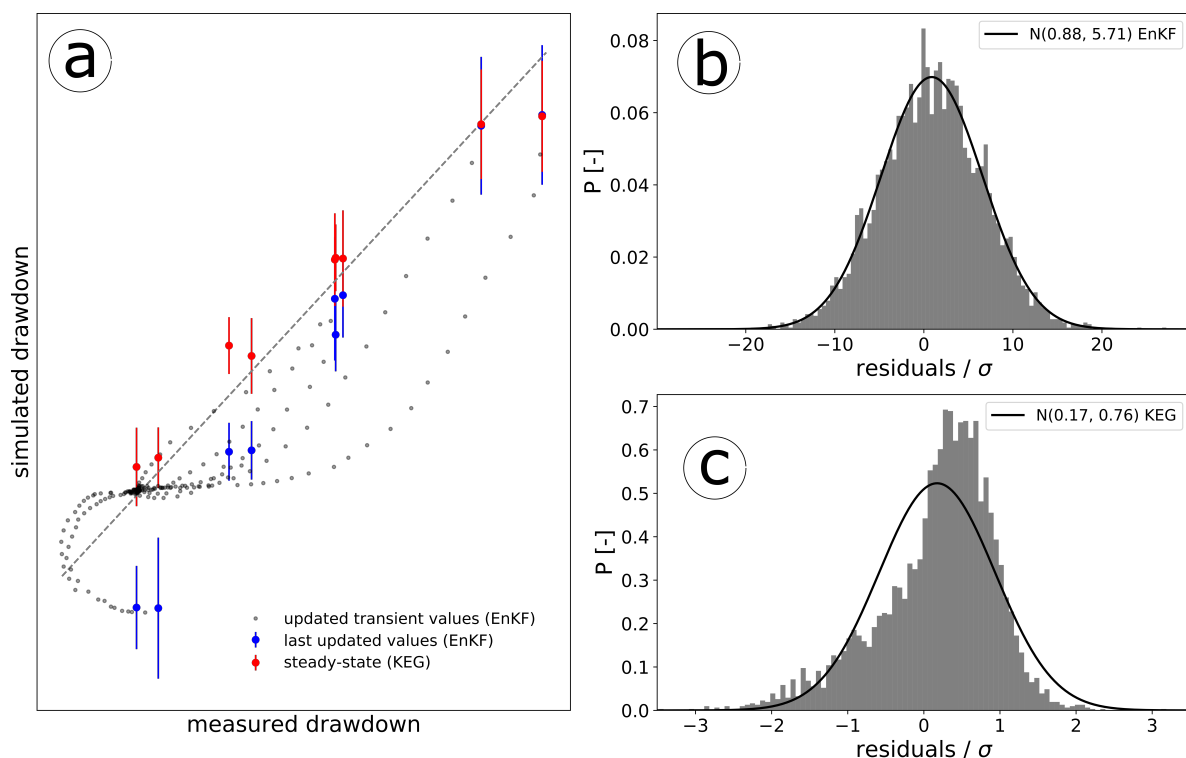 a
simulated drawdown
measured drawdown
updated transient values (EnKF)
last updated values (EnKF)
steady-state (KEG)
b
N(0.88, 5.71) EnKF
P [-]
0.08
0.06
0.04
0.02
0.00
−20 −10 0 10 20
residuals / σ
c
N(0.17, 0.76) KEG
P [-]
0.7
0.6
0.5
0.4
0.3
0.2
0.1
0.0
−3 −2 −1 0 1 2 3
residuals / σ